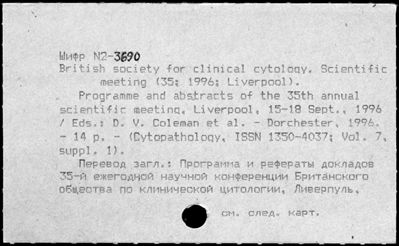 Шифр N2-3690
British society for clinical cytology. Scientific
meeting (35; 1996; Liverpool).
Programme and abstracts of the 35th annual
scientific meeting, Liverpool, 15-18 Sept., 1996
/ Eds.: D. V. Coleman et al. - Dorchester, 1996.
- 14 p. - (Cytopathology, ISSN 1350-4037; Vol. 7,
suppl. 1).
Перевод загл.: Программа и рефераты докладов
35-й ежегодной научной конференции Британского
общества по клинической цитологии, Ливерпуль,
см. след. карт.